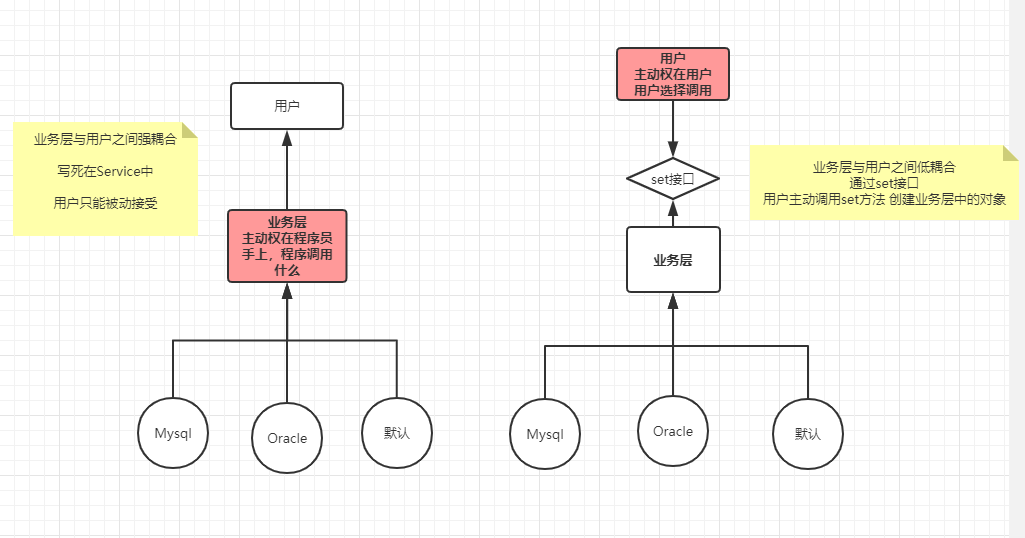 业务层与用户之间强耦合
写死在Service中
用户只能被动接受
用户
业务层
主动权在程序员
手上，程序调用
什么
Mysql
Oracle
默认
用户
主动权在用户
用户选择调用
set接口
业务层
Mysql
Oracle
默认
业务层与用户之间低耦合
通过set接口
用户主动调用set方法 创建业务层中的对象